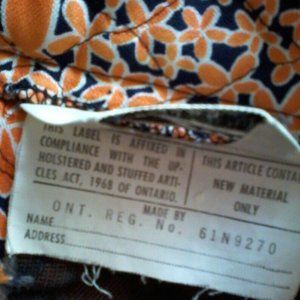 THIS LABEL IS AFFIXED IN
COMPLIANCE WITH THE UP-
HOLSTERED AND STUFFED ARTI-
CLES ACT, 1968 OF ONTARIO.
THIS ARTICLE CONTA
NEW MATERIAL
ONLY
MADE BY
ONT. REG. No. 61N9270
NAME
ADDRESS